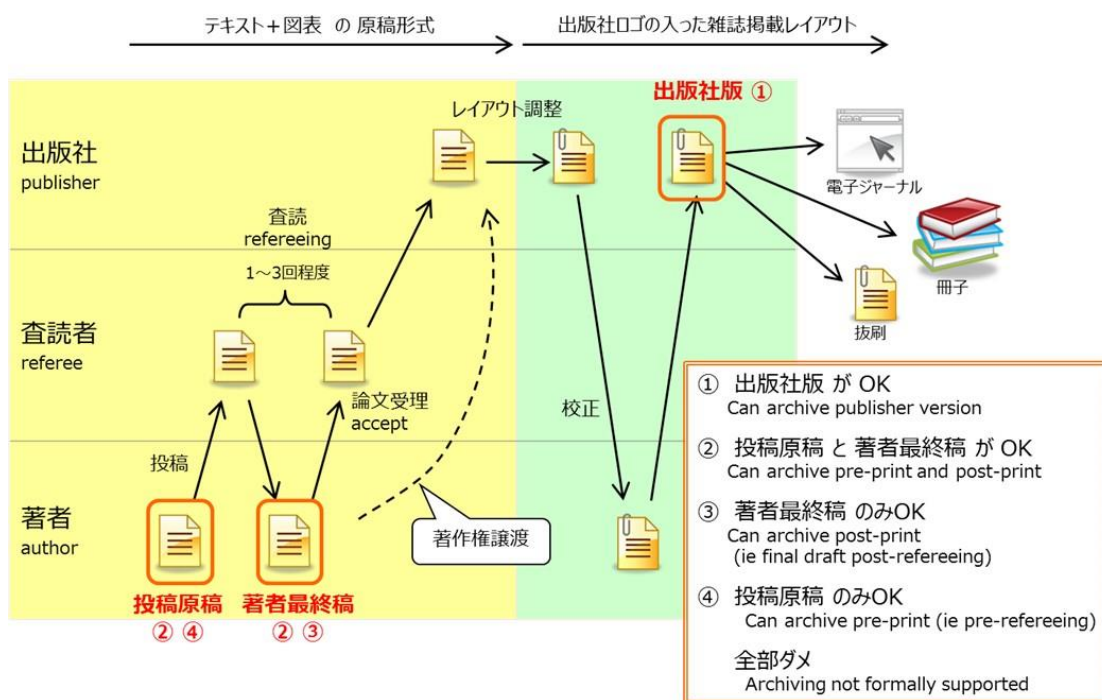 テキスト＋図表 の 原稿形式
出版社ロゴの入った雑誌掲載レイアウト
出版社版 ①
レイアウト調整
出版社
publisher
電子ジャーナル
査読
refereeing
1～3回程度
冊子
抜刷
査読者
referee
論文受理
accept
校正
投稿
著者
author
著作権譲渡
投稿原稿
② ④
著者最終稿
② ③
① 出版社版 が OK
Can archive publisher version
② 投稿原稿 と 著者最終稿 が OK
Can archive pre-print and post-print
③ 著者最終稿 のみOK
Can archive post-print
(ie final draft post-refereeing)
④ 投稿原稿 のみOK
Can archive pre-print (ie pre-refereeing)
全部ダメ
Archiving not formally supported